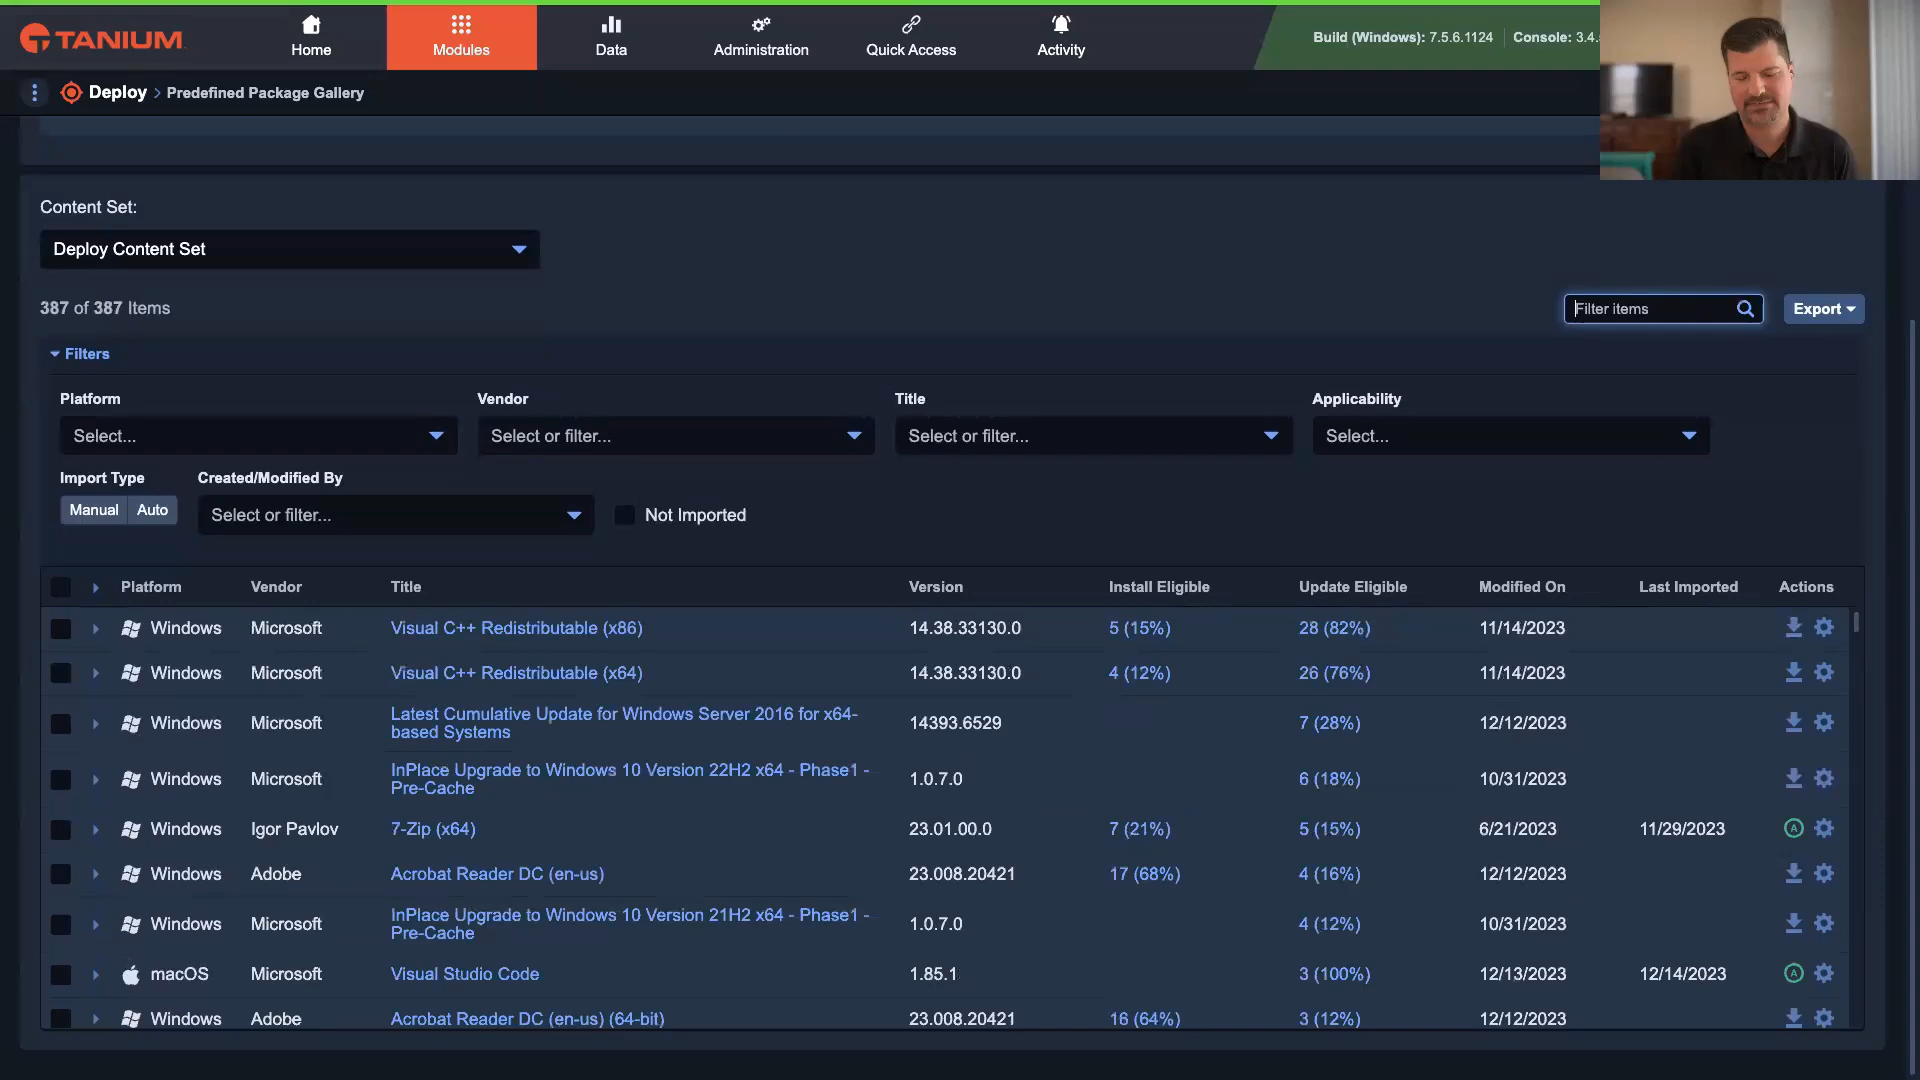 TANIUM
Home
Modules
Data
Administration
Quick Access
Activity
Build (Windows): 7.5.6.1124
Console: 3.4.
Deploy > Predefined Package Gallery
Content Set:
Deploy Content Set
387 of 387 Items
Filter items
Export
Filters
Platform
Vendor
Title
Applicability
Select...
Select or filter...
Select or filter...
Select...
Import Type
Created/Modified By
Manual
Auto
Select or filter...
Not Imported
Platform Vendor Title Version Install Eligible Update Eligible Modified On Last Imported Actions
Windows Microsoft Visual C++ Redistributable (x86) 14.38.33130.0 5 (15%) 28 (82%) 11/14/2023
Windows Microsoft Visual C++ Redistributable (x64) 14.38.33130.0 4 (12%) 26 (76%) 11/14/2023
Latest Cumulative Update for Windows Server 2016 for x64-
Windows Microsoft based Systems 14393.6529 7 (28%) 12/12/2023
InPlace Upgrade to Windows 10 Version 22H2 x64 - Phase1 -
Windows Microsoft Pre-Cache 1.0.7.0 6 (18%) 10/31/2023
Windows Igor Pavlov 7-Zip (x64) 23.01.00.0 7 (21%) 5 (15%) 6/21/2023 11/29/2023 A
Windows Adobe Acrobat Reader DC (en-us) 23.008.20421 17 (68%) 4 (16%) 12/12/2023
InPlace Upgrade to Windows 10 Version 21H2 x64 - Phase1 -
Windows Microsoft Pre-Cache 1.0.7.0 4 (12%) 10/31/2023
macOS Microsoft Visual Studio Code 1.85.1 3 (100%) 12/13/2023 12/14/2023 A
Windows Adobe Acrobat Reader DC (en-us) (64-bit) 23.008.20421 16 (64%) 3 (12%) 12/12/2023